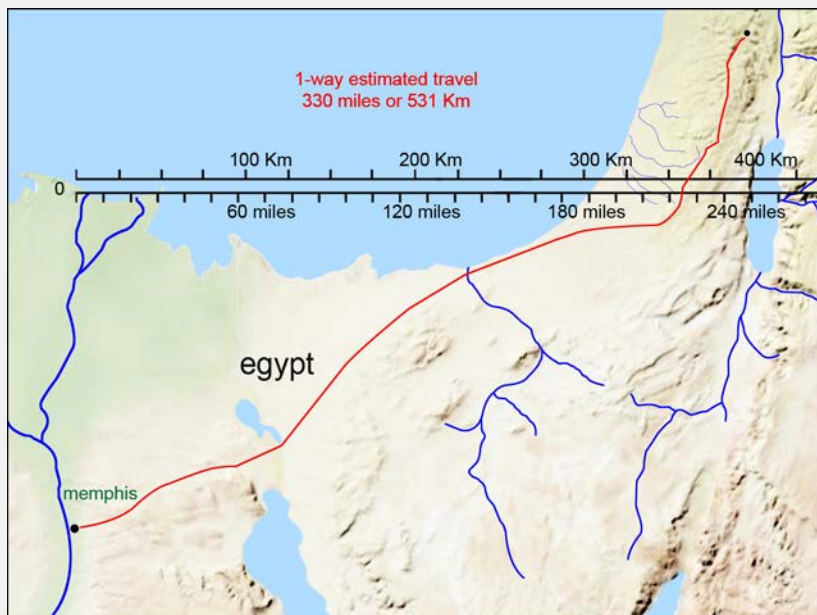 1-way estimated travel
330 miles or 531 Km
100 Km 200 Km 300 Km 400 Km
0
60 miles 120 miles 180 miles 240 miles
egypt
memphis